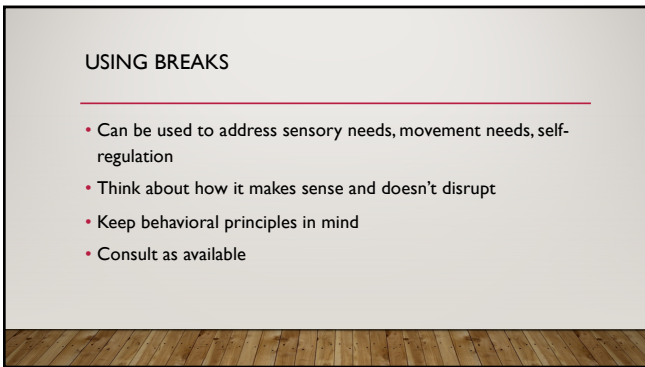 USING BREAKS
• Can be used to address sensory needs, movement needs, self-
regulation
• Think about how it makes sense and doesn't disrupt
• Keep behavioral principles in mind
• Consult as available